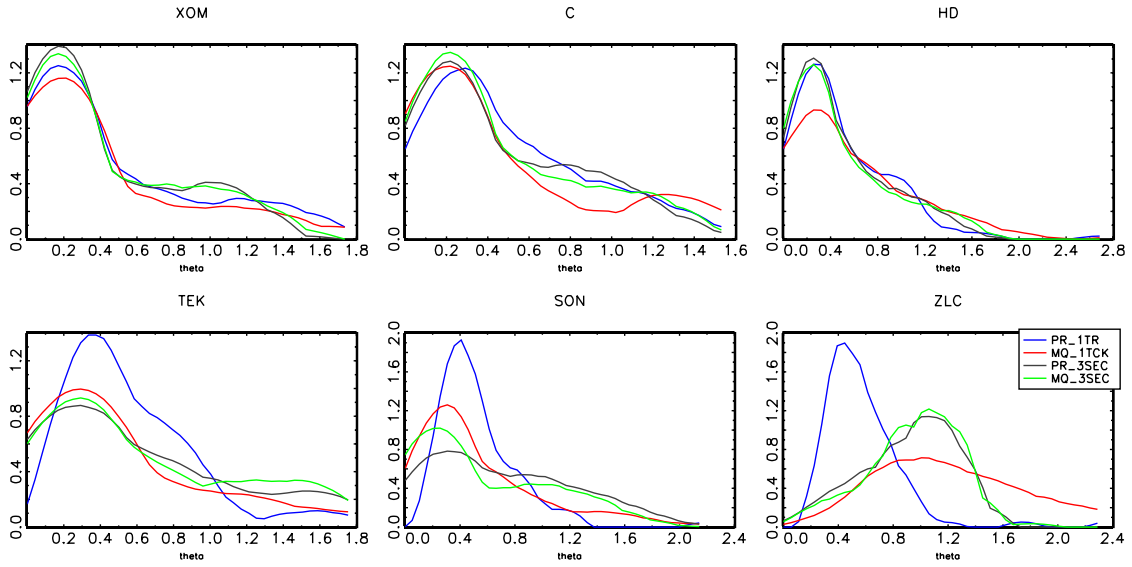 XOM
C
HD
0.0 0.4 0.8 1.2
0.2 0.4 0.6 0.8 1.0 1.2 1.4 1.6 1.8
theta
0.0 0.4 0.8 1.2
0.0 0.2 0.4 0.6 0.8 1.0 1.2 1.4 1.6
theta
0.0 0.4 0.8 1.2
0.0 0.4 0.8 1.2 1.6 2.0 2.4 2.8
theta
TEK
SON
ZLC
0.0 0.4 0.8 1.2
0.0 0.2 0.4 0.6 0.8 1.0 1.2 1.4 1.6 1.8
theta
0.0 0.4 0.8 1.2 1.6 2.0
0.0 0.4 0.8 1.2 1.6 2.0 2.4
theta
0.0 0.4 0.8 1.2 1.6 2.0
0.0 0.4 0.8 1.2 1.6 2.0 2.4
theta
PR_1TR
MQ_1TCK
PR_3SEC
MQ_3SEC